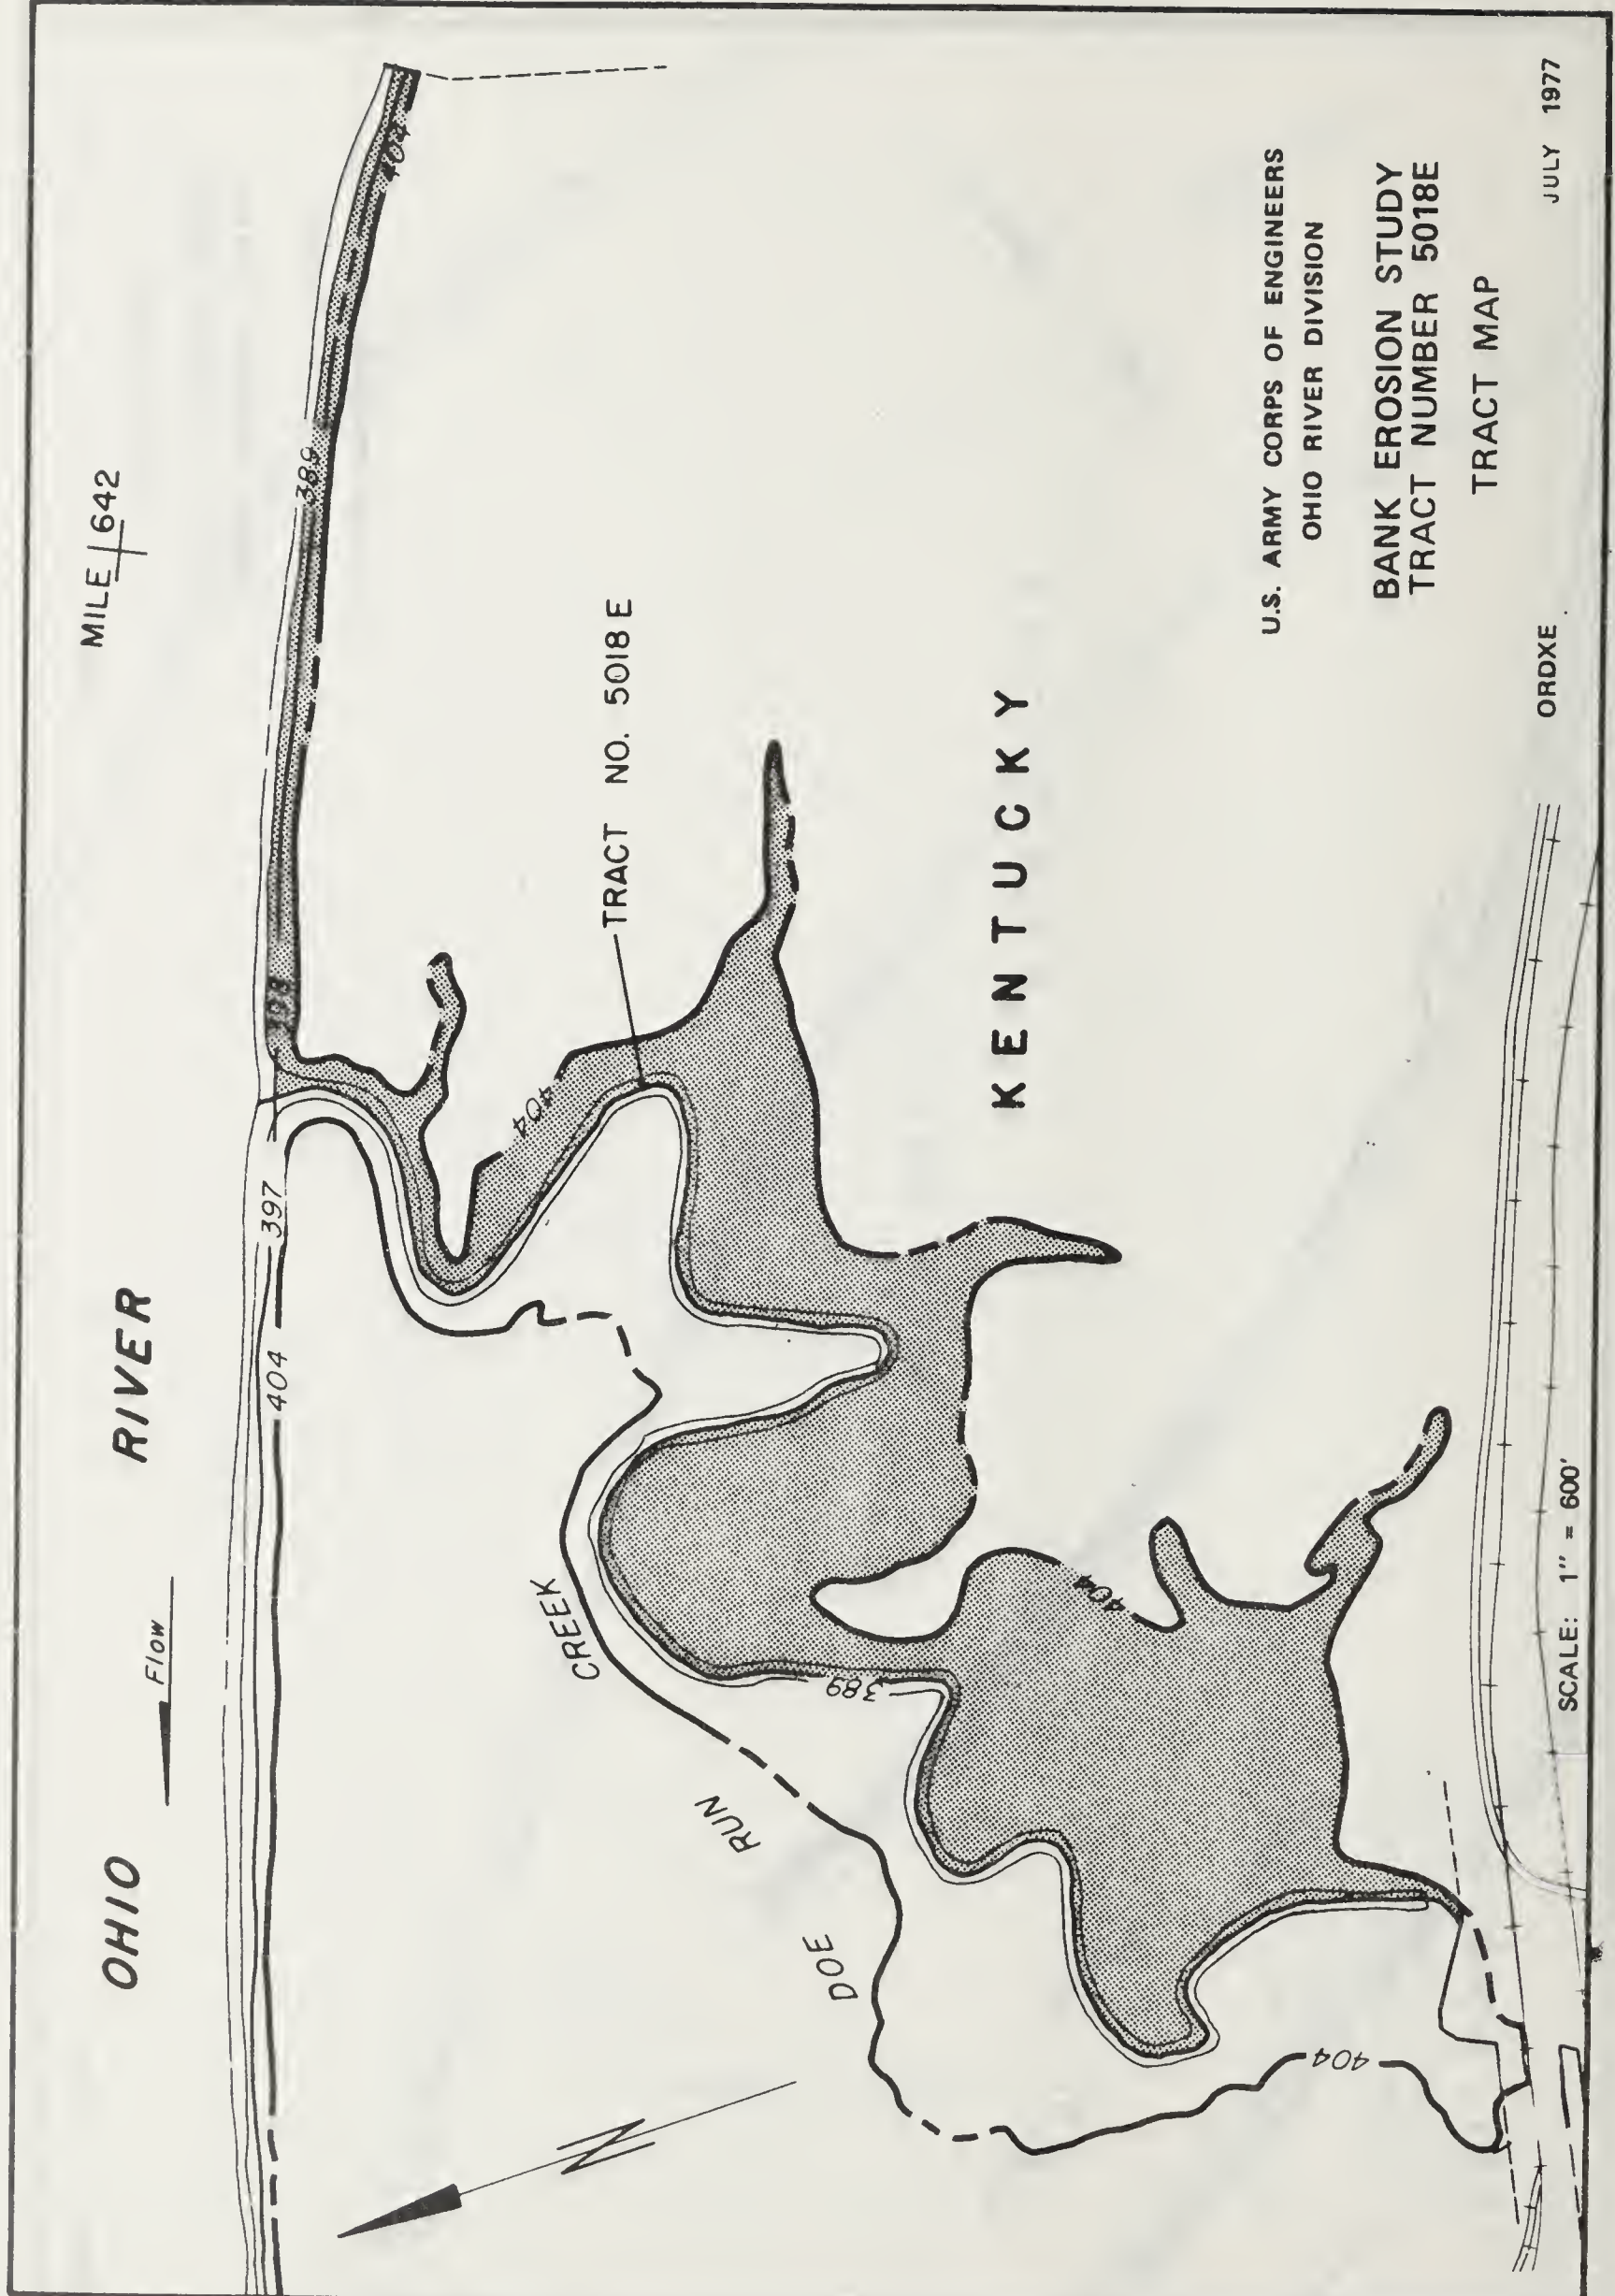 OHIO RIVER
Flow
MILE 642
404
389
393
397
404
404
TRACT NO. 5018 E
CREEK
RUN
DOE
389
404
404
KENTUCKY
U.S. ARMY CORPS OF ENGINEERS
OHIO RIVER DIVISION
BANK EROSION STUDY
TRACT NUMBER 5018E
TRACT MAP
SCALE: 1" = 600'
ORDXE
JULY 1977
N